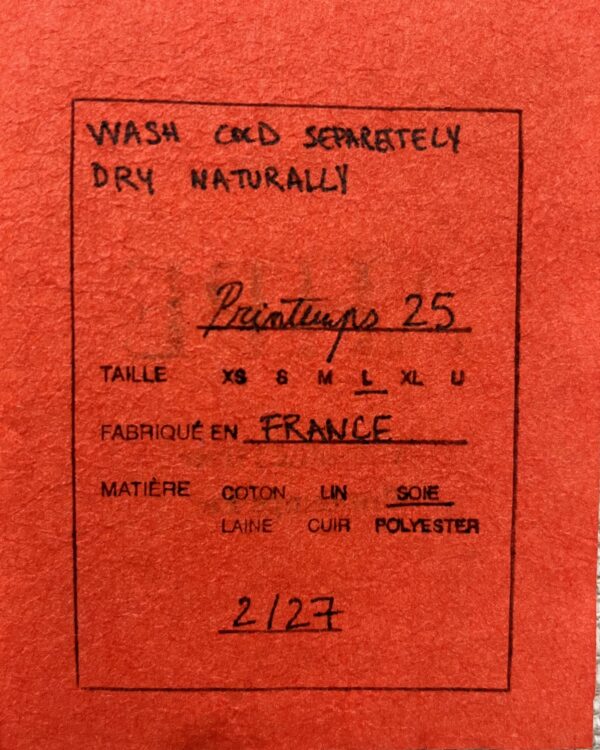 WASH COLD SEPARETELY
DRY NATURALLY
Printemps 25
TAILLE XS S M L XL U
FABRIQUÉ EN FRANCE
MATIÈRE COTON LIN SOIE
LAINE CUIR POLYESTER
2/27